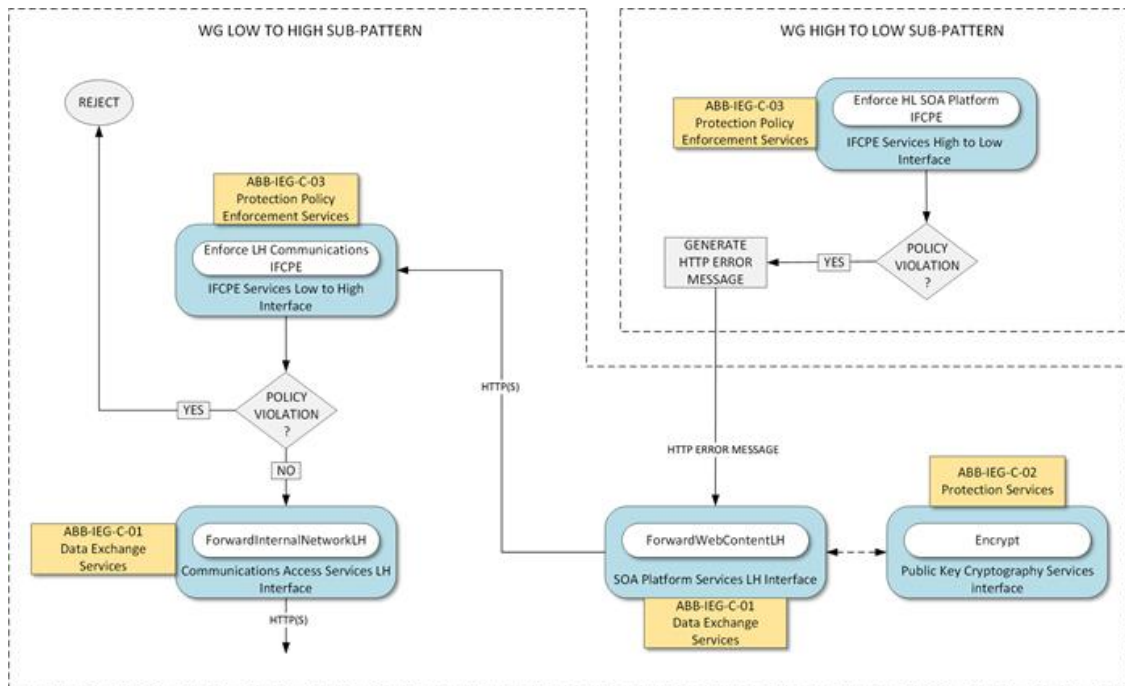 WG LOW TO HIGH SUB-PATTERN
WG HIGH TO LOW SUB-PATTERN
REJECT
ABB-IEG-C-03
Protection Policy
Enforcement Services
Enforce HL SOA Platform
IFCPE
IFCPE Services High to Low
Interface
ABB-IEG-C-03
Protection Policy
Enforcement Services
Enforce LH Communications
IFCPE
IFCPE Services Low to High
Interface
GENERATE
HTTP ERROR
MESSAGE
YES
POLICY
VIOLATION
?
HTTP(S)
YES
POLICY
VIOLATION
?
NO
HTTP ERROR MESSAGE
ABB-IEG-C-02
Protection Services
ABB-IEG-C-01
Data Exchange
Services
ForwardInternalNetworkLH
Communications Access Services LH
Interface
HTTP(S)
ForwardWebContentLH
SOA Platform Services LH Interface
ABB-IEG-C-01
Data Exchange
Services
Encrypt
Public Key Cryptography Services
interface